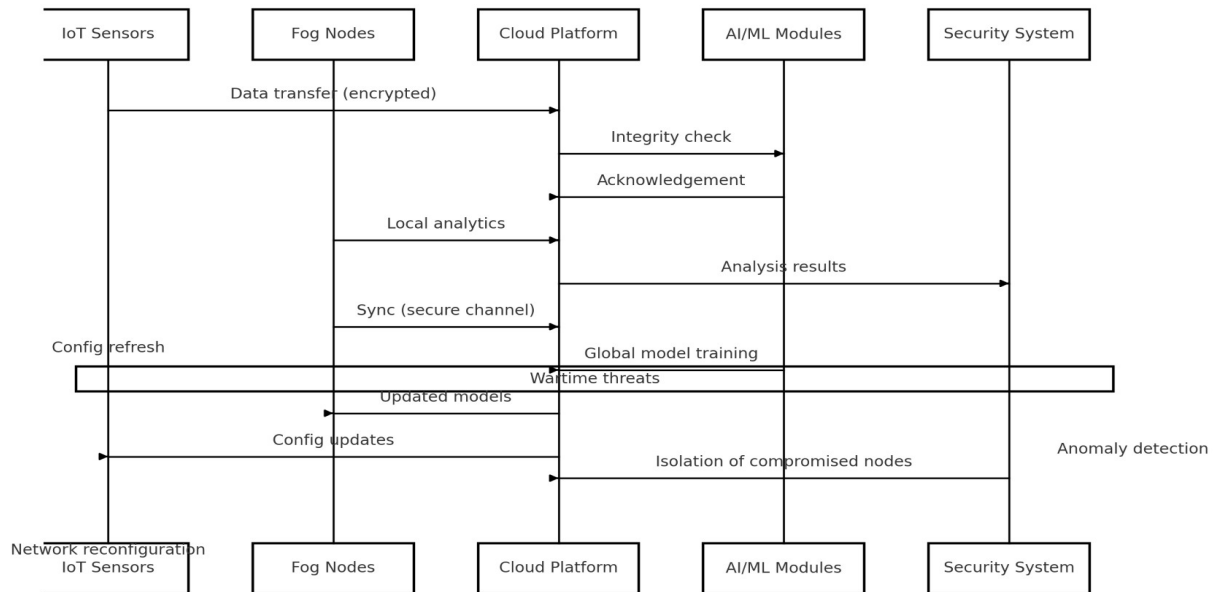 IoT Sensors
Fog Nodes
Cloud Platform
AI/ML Modules
Security System
Data transfer (encrypted)
Integrity check
Acknowledgement
Local analytics
Analysis results
Sync (secure channel)
Config refresh
Global model training
Wartime threats
Updated models
Config updates
Anomaly detection
Isolation of compromised nodes
Network reconfiguration
IoT Sensors
Fog Nodes
Cloud Platform
AI/ML Modules
Security System